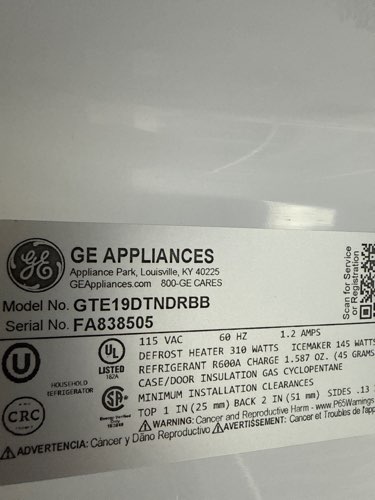 GE APPLIANCES
Appliance Park, Louisville, KY 40225
GEAppliances.com 800-GE CARES
Model No. GTE19DTNDRBB
Serial No. FA838505
Scan for Service
or Registration
115 VAC 60 HZ 1.2 AMPS
DEFROST HEATER 310 WATTS ICEMAKER 145 WATTS
REFRIGERANT R600A CHARGE 1.587 OZ. (45 GRAMS
CASE/DOOR INSULATION GAS CYCLOPENTANE
MINIMUM INSTALLATION CLEARANCES
TOP 1 IN (25 mm) BACK 2 IN (51 mm) SIDES .13
U
UL
LISTED
HOUSEHOLD
REFRIGERATOR
CRC
SA
Energy Verified
WARNING: Cancer and Reproductive Harm - www.P65Warnings
ADVERTENCIA: Cáncer y Daño Reproductivo
AVERTISSEMENT: Cancer et Troubles de l'app